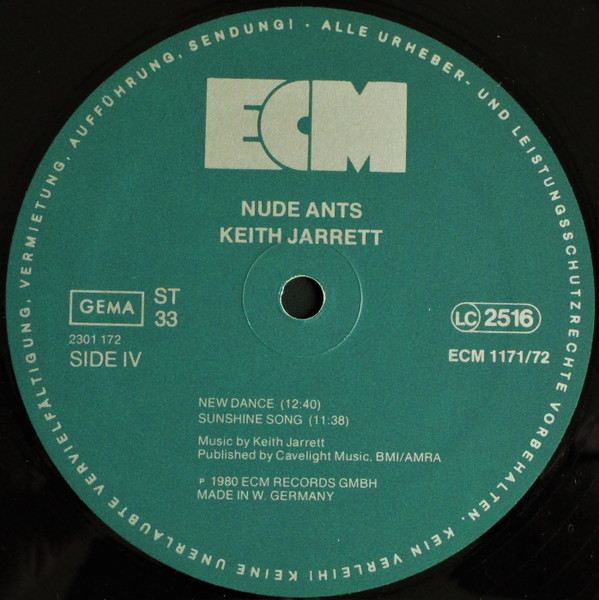 ALLE URHEBER- UND LEISTUNGSSCHUTZRECHTE VORBEHALTEN · KEIN VERLEIH! KEINE UNERLAUBTE VERVIELFÄLTIGUNG, VERMIETUNG, AUFFÜHRUNG, SENDUNG! ·
ECM
NUDE ANTS
KEITH JARRETT
GEMA
ST
33
2301 172
SIDE IV
LC 2516
ECM 1171/72
NEW DANCE (12:40)
SUNSHINE SONG (11:38)
Music by Keith Jarrett
Published by Cavelight Music, BMI/AMRA
℗ 1980 ECM RECORDS GMBH
MADE IN W. GERMANY